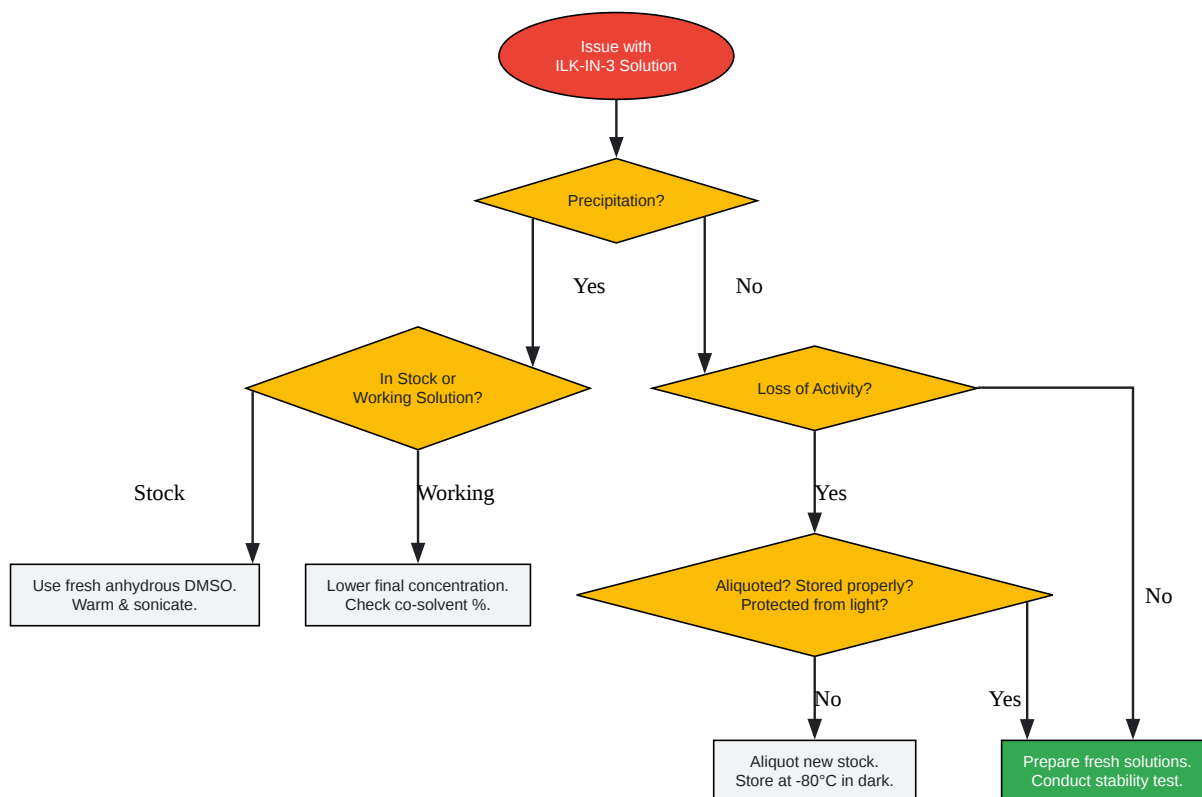 Issue with
ILK-IN-3 Solution
Precipitation?
Yes
No
In Stock or
Working Solution?
Loss of Activity?
Stock
Working
Yes
Use fresh anhydrous DMSO.
Warm & sonicate.
Lower final concentration.
Check co-solvent %.
Aliquoted? Stored properly?
Protected from light?
No
No
Yes
Aliquot new stock.
Store at -80°C in dark.
Prepare fresh solutions.
Conduct stability test.